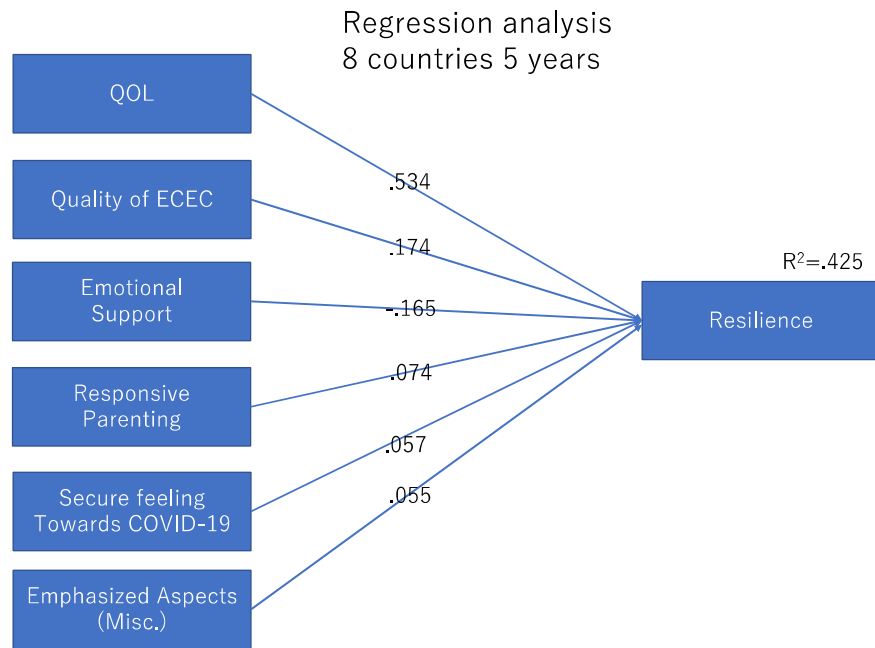 Regression analysis
8 countries 5 years
QOL
Quality of ECEC
Emotional
Support
Responsive
Parenting
Secure feeling
Towards COVID-19
Emphasized Aspects
(Misc.)
.534
.174
-.165
.074
.057
.055
R²=.425
Resilience